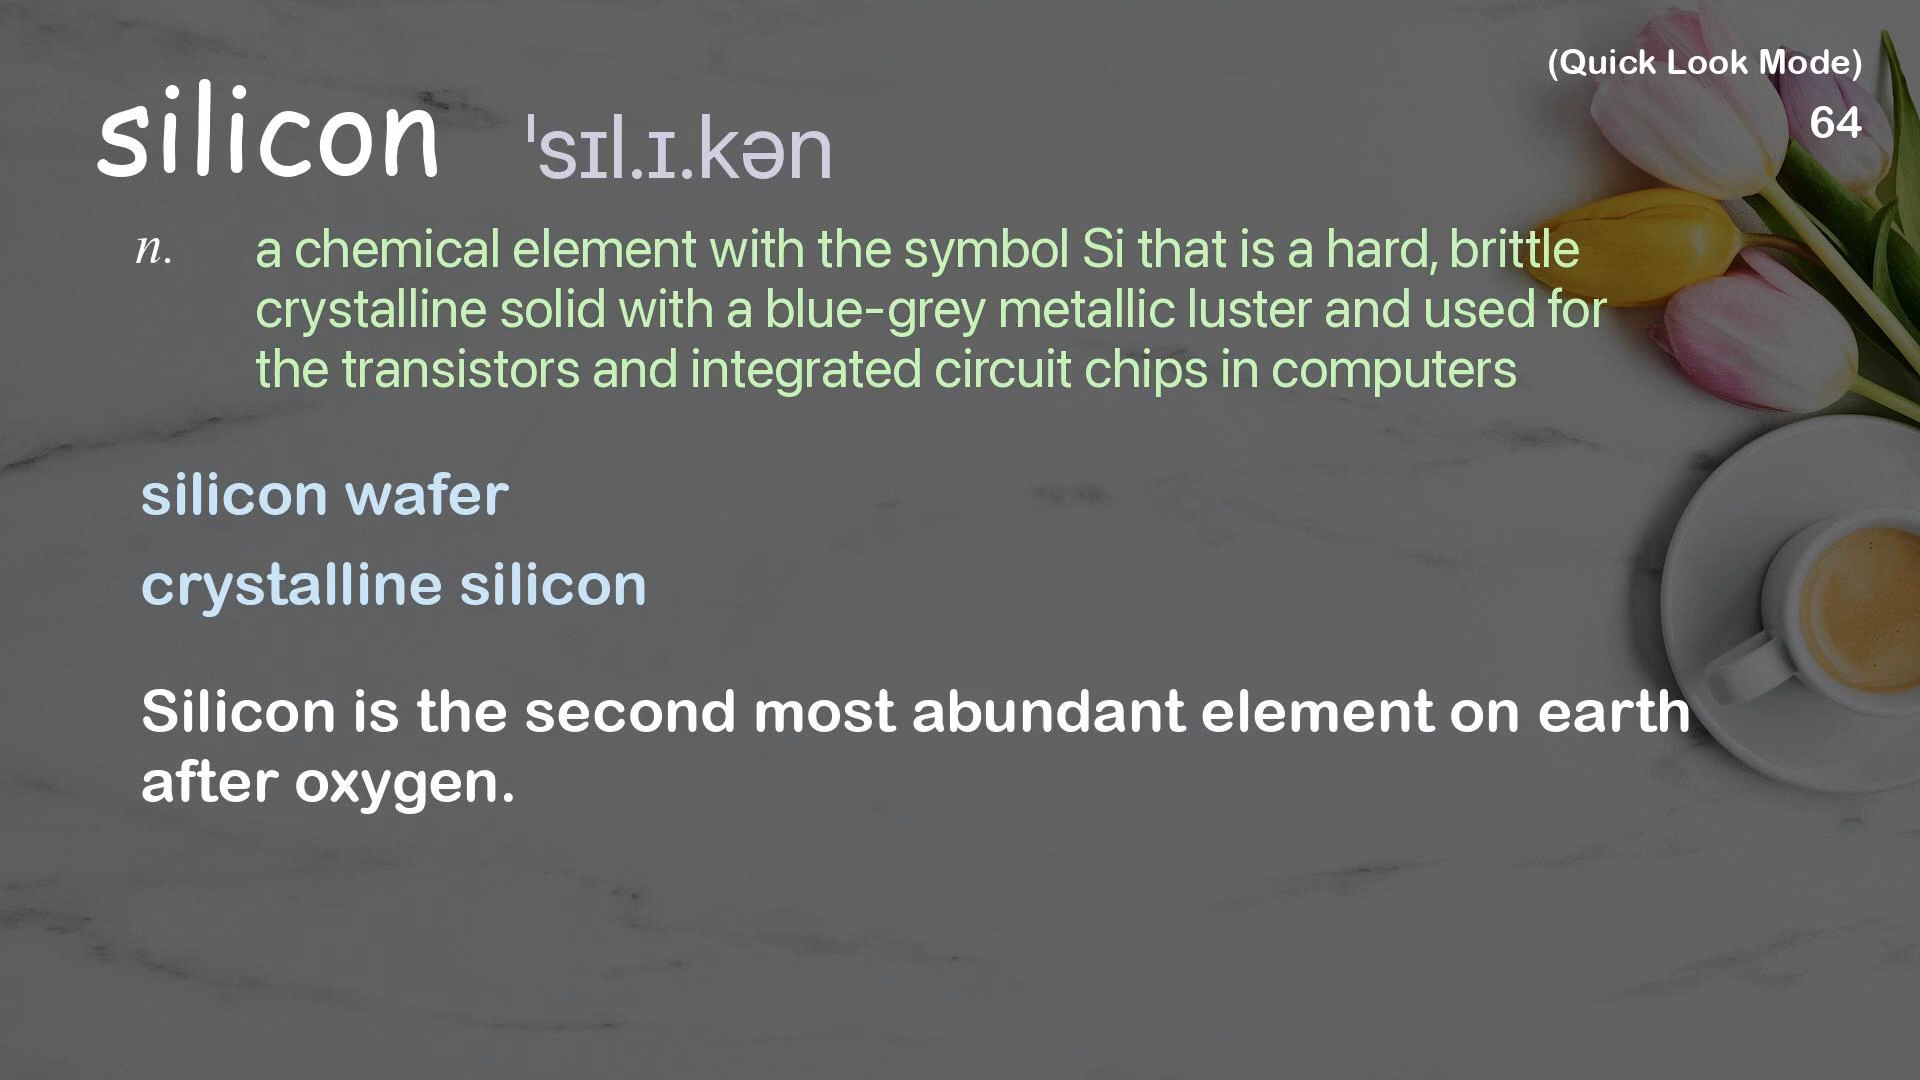 (Quick Look Mode)
64
silicon ˈsɪl.ɪ.kən
n. a chemical element with the symbol Si that is a hard, brittle
crystalline solid with a blue-grey metallic luster and used for
the transistors and integrated circuit chips in computers
silicon wafer
crystalline silicon
Silicon is the second most abundant element on earth
after oxygen.